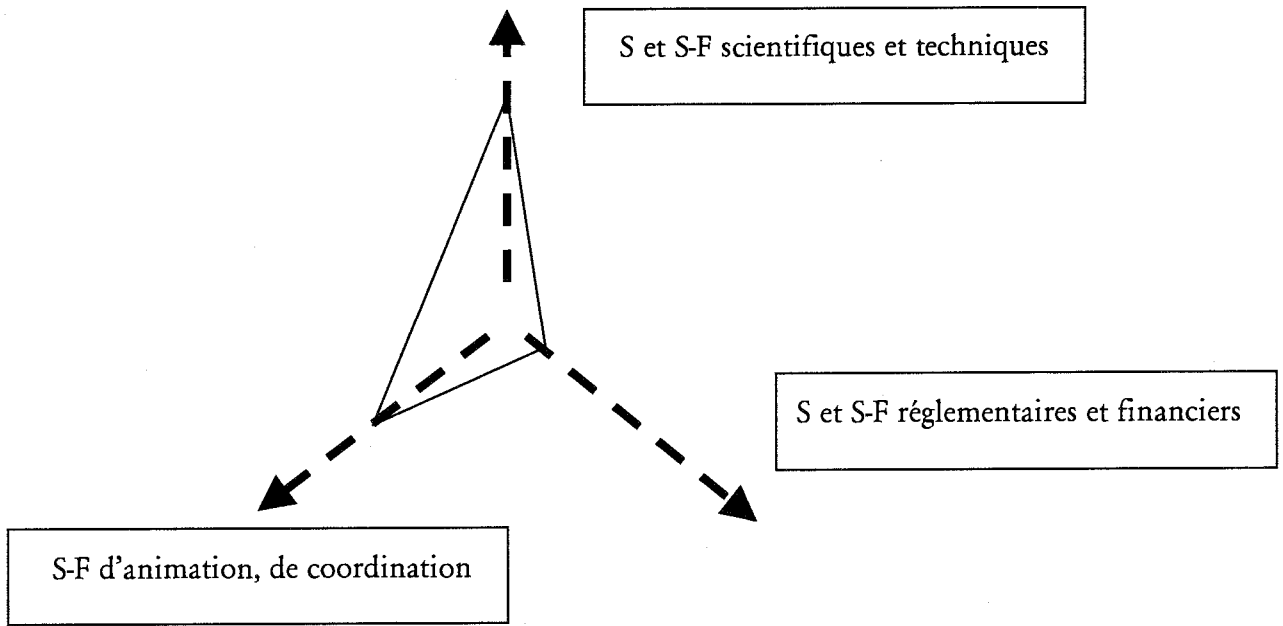 S et S-F scientifiques et techniques
S et S-F réglementaires et financiers
S-F d'animation, de coordination